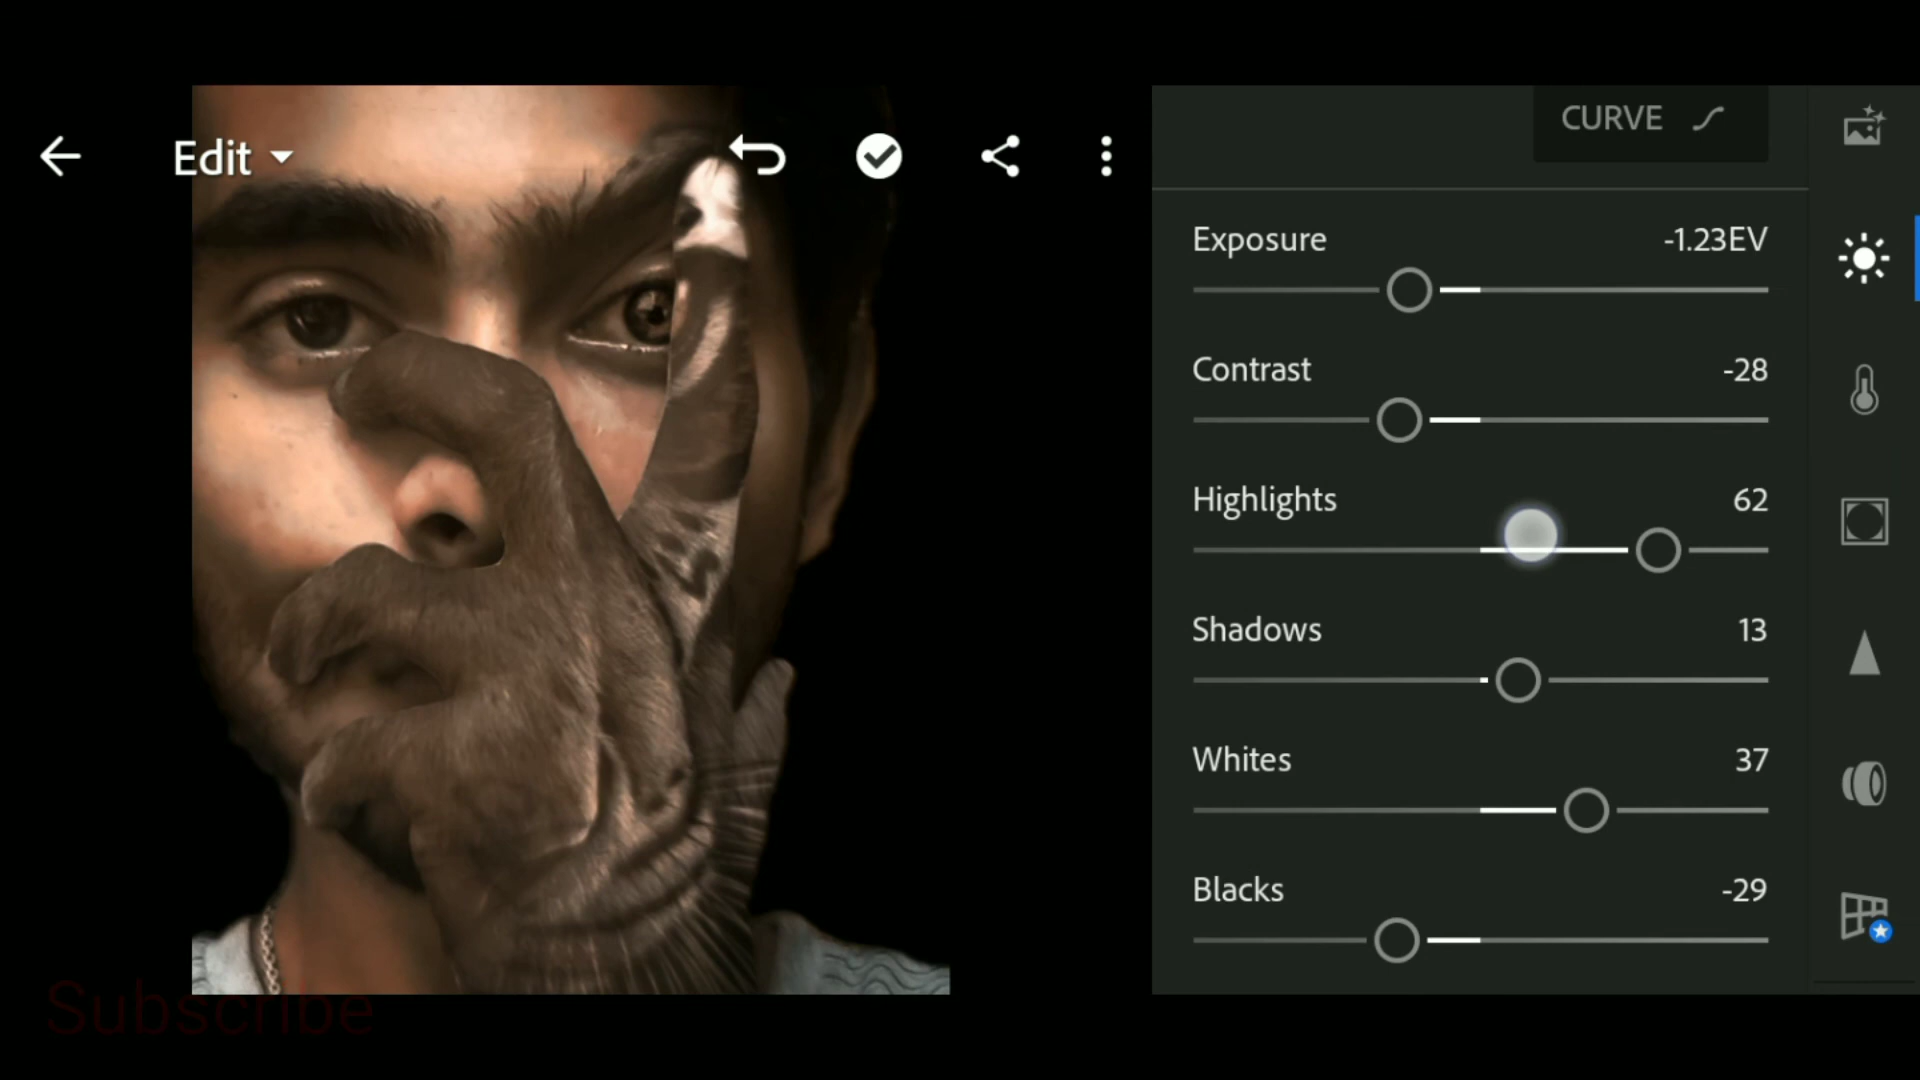 Edit
CURVE
Exposure -1.23EV
Contrast -28
Highlights 62
Shadows 13
Whites 37
Blacks -29
Subscribe